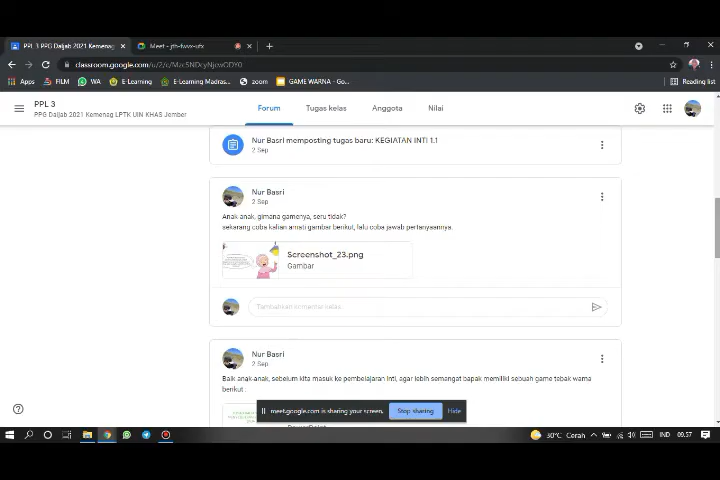 PPL 3 PPG Daljab 2021 Kemenag
Meet - jth-
classroom.google.com/u/2/c/
Apps
FILM
WA
E-Learning
E-Learning Madras...
zoom
GAME WARNA - Go...
Reading list
PPL 3
PPG Daljab 2021 Kemenag LPTK UIN KHAS Jember
Forum
Tugas kelas
Anggota
Nilai
Nur Basri memposting tugas baru: KEGIATAN INTI 1.1
2 Sep
Nur Basri
2 Sep
Anak-anak, gimana gamenya, seru tidak?
sekarang coba kalian amati gambar berikut, lalu coba jawab pertanyaannya.
Screenshot_23.png
Gambar
Tambahkan komentar kelas
Nur Basri
2 Sep
Baik anak-anak, sebelum kita masuk ke pembelajaran inti, agar lebih semangat bapak memiliki sebuah game tebak warna
berikut :
PowerPoint
meet.google.com is sharing your screen.
Stop sharing
Hide
30°C Cerah
IND
09.57